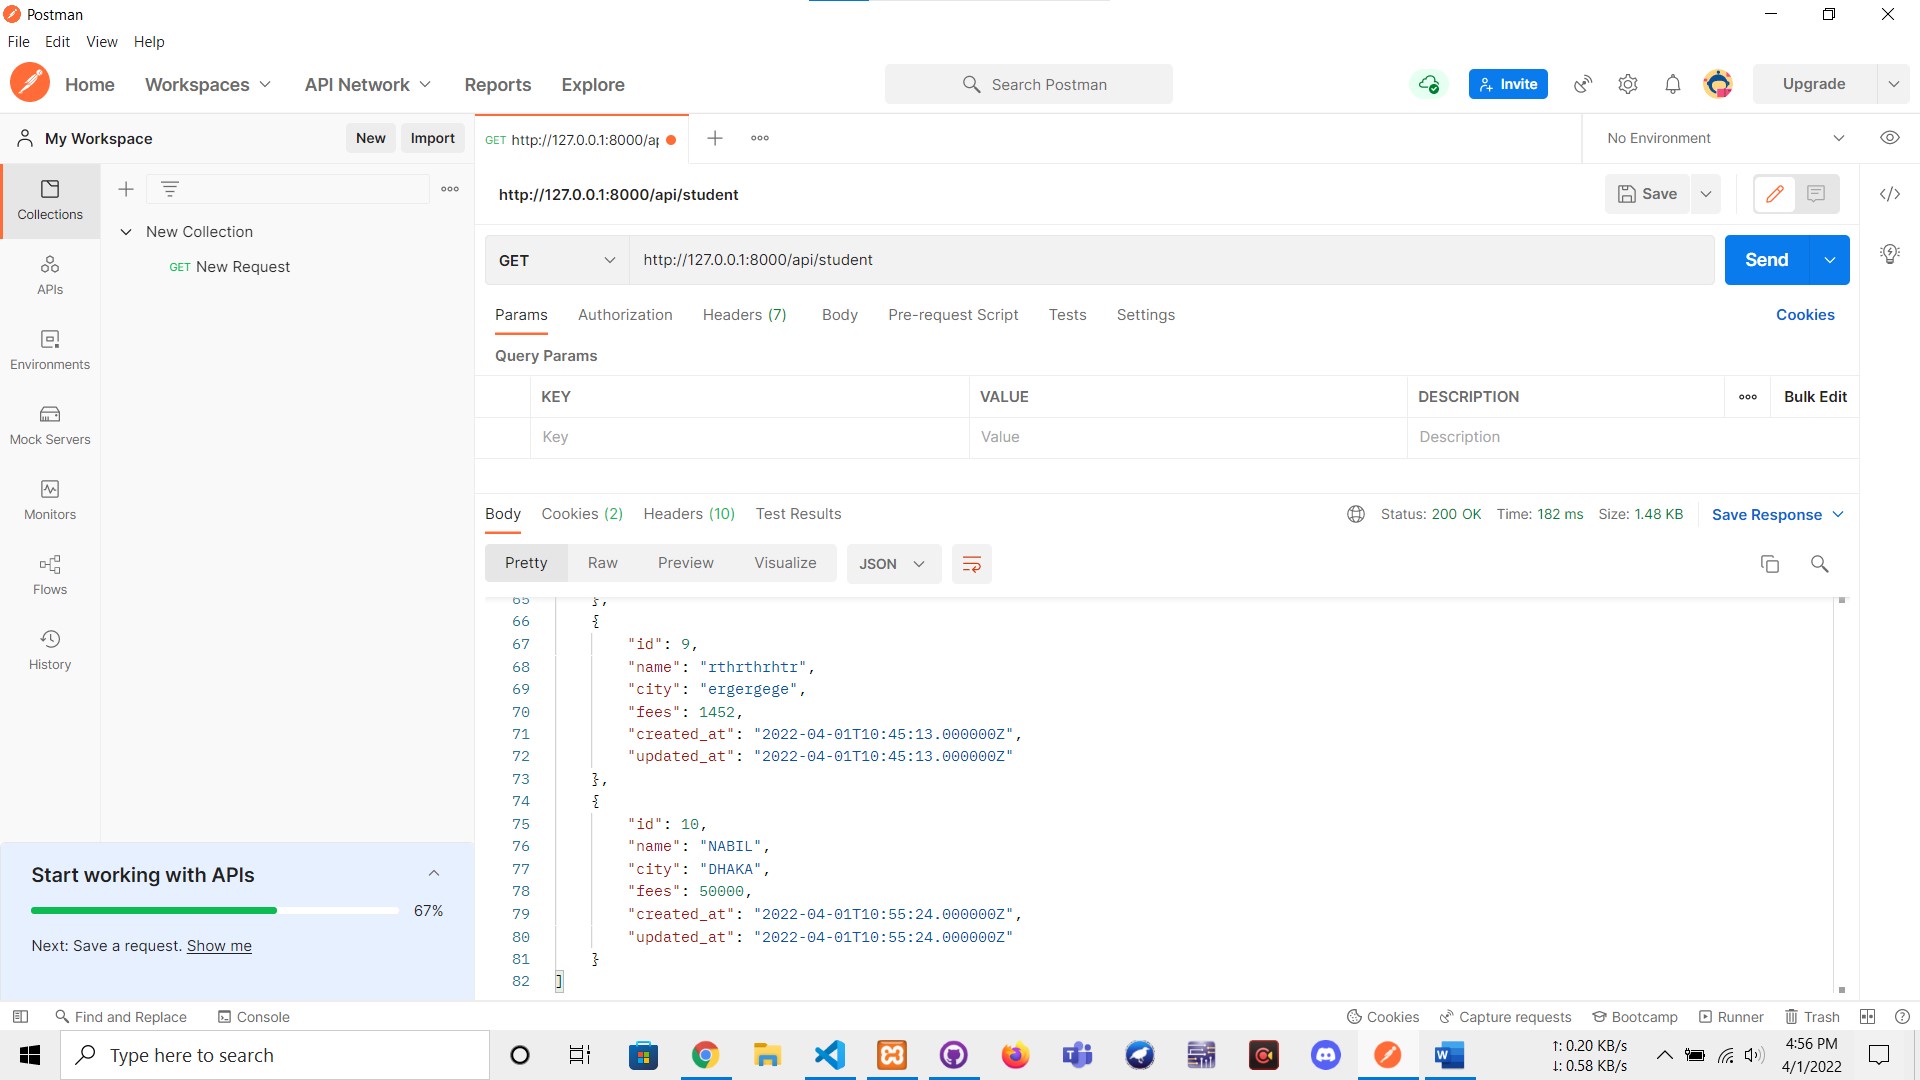 Postman
File Edit View Help
Home Workspaces API Network Reports Explore Search Postman Invite Upgrade
My Workspace New Import GET http://127.0.0.1:8000/ap No Environment
http://127.0.0.1:8000/api/student Save
Collections
New Collection
GET New Request
GET http://127.0.0.1:8000/api/student Send
APIs
Params Authorization Headers (7) Body Pre-request Script Tests Settings Cookies
Environments
Query Params
KEY VALUE DESCRIPTION Bulk Edit
Key Value Description
Mock Servers
Monitors
Body Cookies (2) Headers (10) Test Results Status: 200 OK Time: 182 ms Size: 1.48 KB Save Response
Pretty Raw Preview Visualize JSON
Flows
History
65 },
66 {
67 "id": 9,
68 "name": "rthrthrhtr",
69 "city": "ergergege",
70 "fees": 1452,
71 "created_at": "2022-04-01T10:45:13.000000Z",
72 "updated_at": "2022-04-01T10:45:13.000000Z"
73 },
74 {
75 "id": 10,
76 "name": "NABIL",
77 "city": "DHAKA",
78 "fees": 50000,
79 "created_at": "2022-04-01T10:55:24.000000Z",
80 "updated_at": "2022-04-01T10:55:24.000000Z"
81 }
82 ]
Start working with APIs
67%
Next: Save a request. Show me
Find and Replace Console Cookies Capture requests Bootcamp Runner Trash
Type here to search
↑: 0.20 KB/s
↓: 0.58 KB/s
4:56 PM
4/1/2022